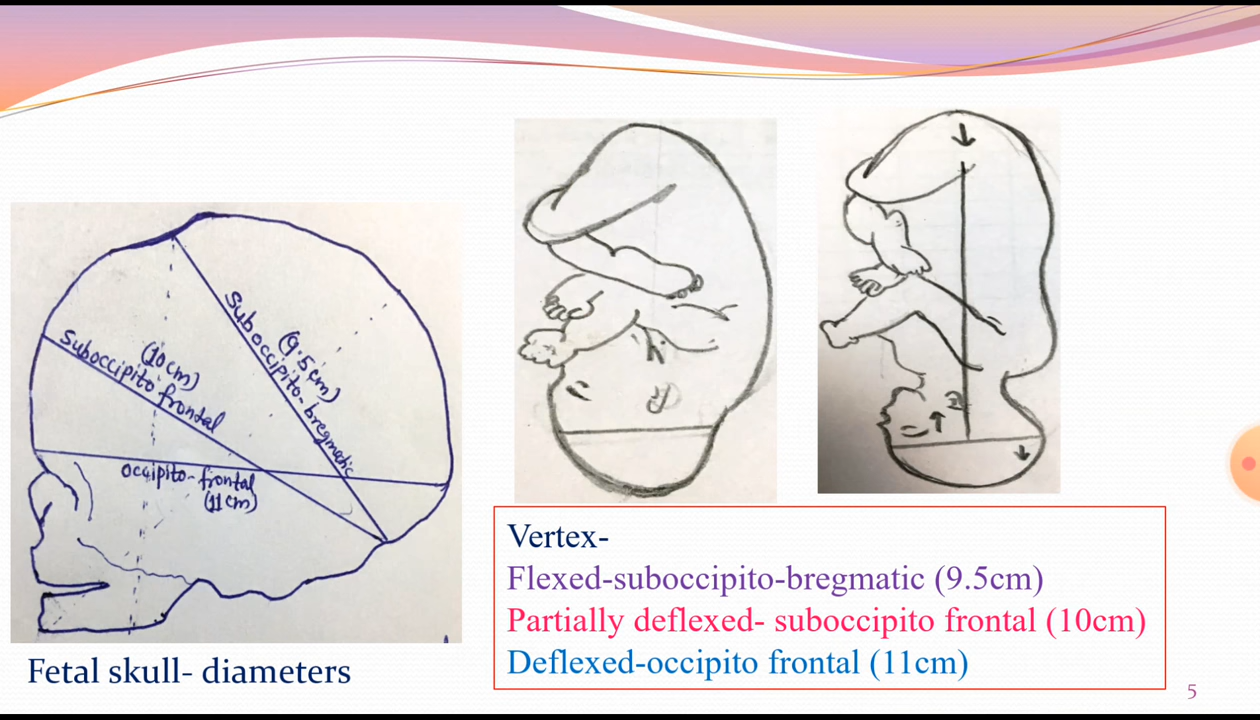 Suboccipito-bregmatic
(9.5cm)
(10cm)
Suboccipito frontal
Occipito-frontal
(11cm)
Fetal skull- diameters
Vertex-
Flexed-suboccipito-bregmatic (9.5cm)
Partially deflexed- suboccipito frontal (10cm)
Deflexed-occipito frontal (11cm)
5